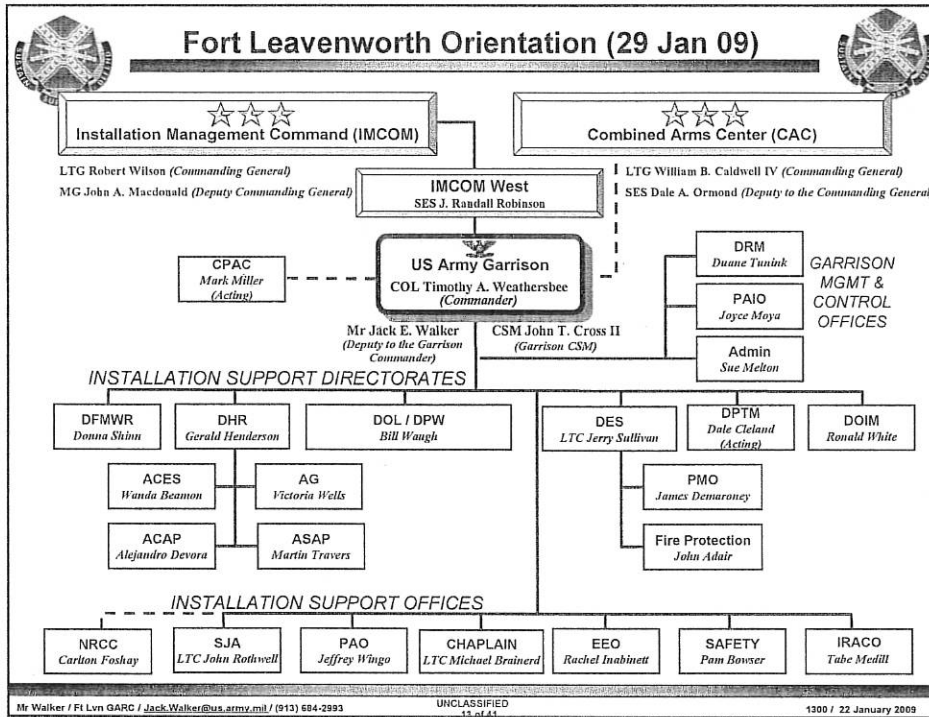 Fort Leavenworth Orientation (29 Jan 09)
Installation Management Command (IMCOM)
Combined Arms Center (CAC)
LTG Robert Wilson (Commanding General)
MG John A. Macdonald (Deputy Commanding General)
LTG William B. Caldwell IV (Commanding General)
SES Dale A. Ormond (Deputy to the Commanding General
IMCOM West
SES J. Randall Robinson
CPAC
Mark Miller
(Acting)
US Army Garrison
COL Timothy A. Weathersbee
(Commander)
DRM
Duane Tunink
PAIO
Joyce Moya
Admin
Sue Melton
GARRISON
MGMT &
CONTROL
OFFICES
Mr Jack E. Walker
(Deputy to the Garrison
Commander)
CSM John T. Cross II
(Garrison CSM)
INSTALLATION SUPPORT DIRECTORATES
DFMWR
Donna Shinn
DHR
Gerald Henderson
DOL / DPW
Bill Waugh
DES
LTC Jerry Sullivan
DPTM
Dale Cleland
(Acting)
DOIM
Ronald White
ACES
Wanda Beamon
AG
Victoria Wells
ACAP
Alejandro Devora
ASAP
Martin Travers
PMO
James Demaroney
Fire Protection
John Adair
INSTALLATION SUPPORT OFFICES
NRCC
Carlton Foshay
SJA
LTC John Rothwell
PAO
Jeffrey Wingo
CHAPLAIN
LTC Michael Brainerd
EEO
Rachel Inabinett
SAFETY
Pam Bowser
IRACO
Tabe Medill
Mr Walker / Ft Lvn GARC / Jack.Walker@us.army.mil / (913) 684-2993
UNCLASSIFIED
13 of 41
1300 / 22 January 2009